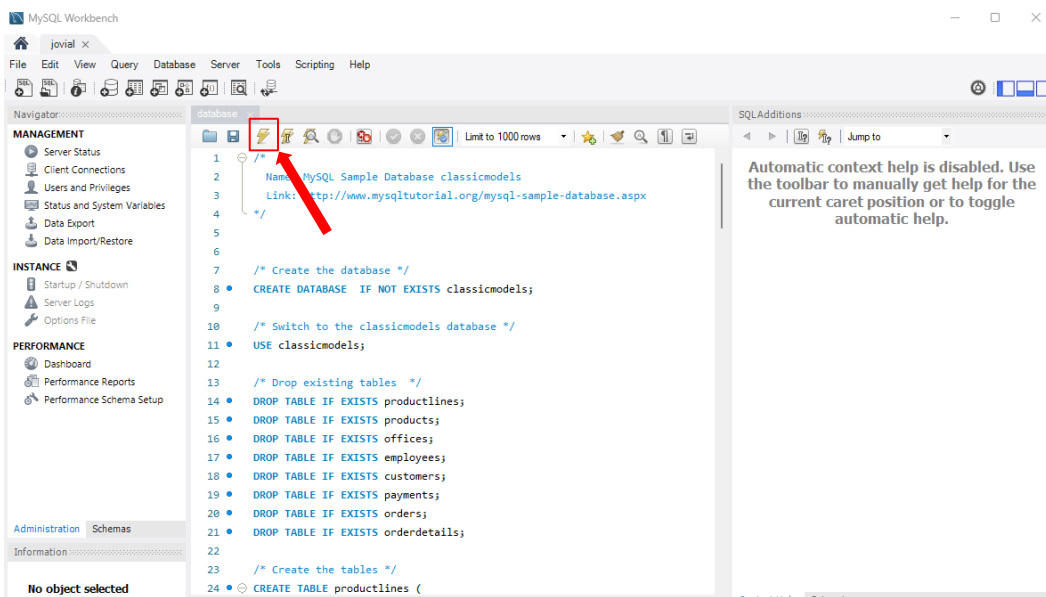 MySQL Workbench
jovial
File Edit View Query Database Server Tools Scripting Help
Navigator
MANAGEMENT
Server Status
Client Connections
Users and Privileges
Status and System Variables
Data Export
Data Import/Restore
INSTANCE
Startup / Shutdown
Server Logs
Options File
PERFORMANCE
Dashboard
Performance Reports
Performance Schema Setup
Administration Schemas
Information
No object selected
database
Limit to 1000 rows
1 /*
2 MySQL Sample Database classicmodels
3 Link: http://www.mysqltutorial.org/mysql-sample-database.aspx
4 */
5
6
7 /* Create the database */
8 CREATE DATABASE IF NOT EXISTS classicmodels;
9
10 /* Switch to the classicmodels database */
11 USE classicmodels;
12
13 /* Drop existing tables */
14 DROP TABLE IF EXISTS productlines;
15 DROP TABLE IF EXISTS products;
16 DROP TABLE IF EXISTS offices;
17 DROP TABLE IF EXISTS employees;
18 DROP TABLE IF EXISTS customers;
19 DROP TABLE IF EXISTS payments;
20 DROP TABLE IF EXISTS orders;
21 DROP TABLE IF EXISTS orderdetails;
22
23 /* Create the tables */
24 CREATE TABLE productlines (
SQLAdditions
Jump to
Automatic context help is disabled. Use
the toolbar to manually get help for the
current caret position or to toggle
automatic help.